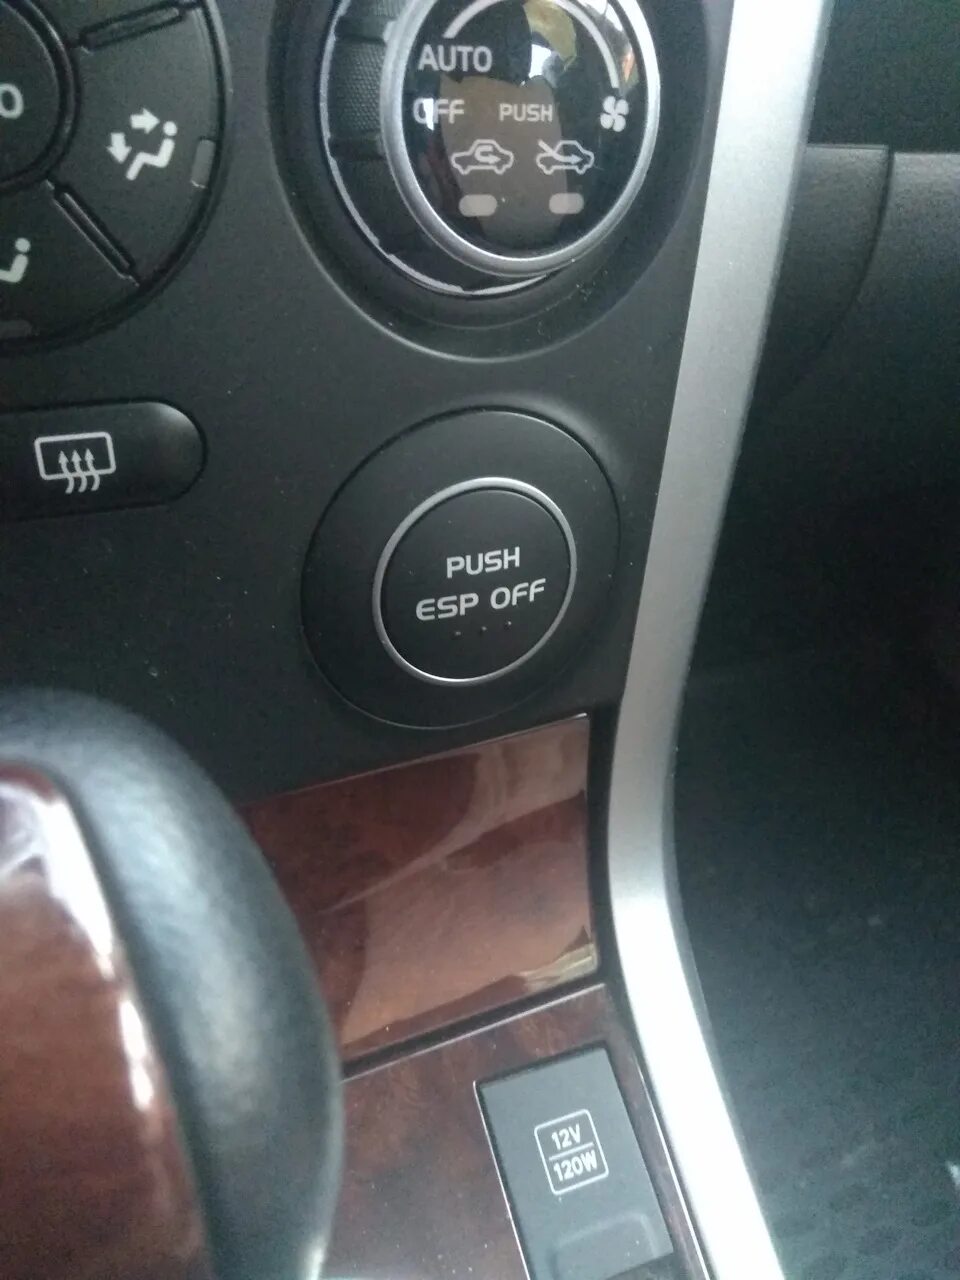 AUTO
OFF PUSH
PUSH
ESP OFF
12V
120W